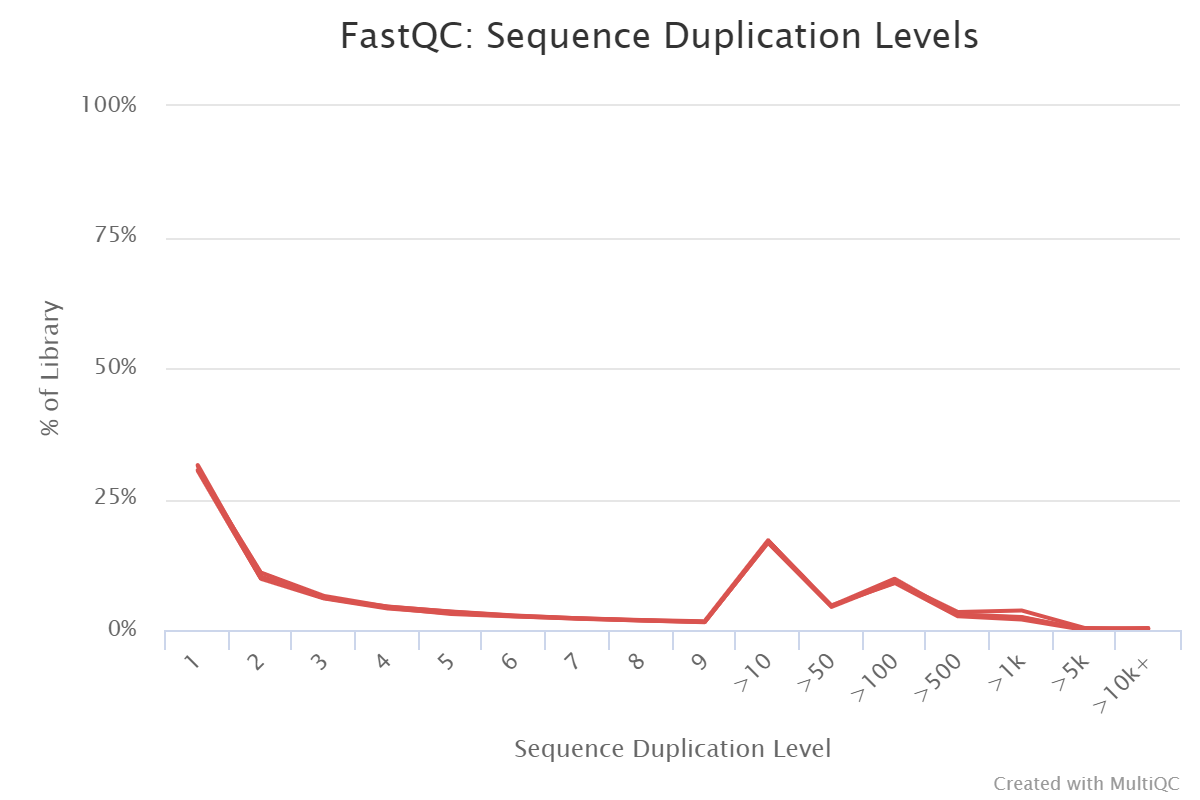 FastQC: Sequence Duplication Levels
100%
75%
50%
25%
0%
% of Library
1
2
3
4
5
6
7
8
9
>10
>50
>100
>500
>1k
>5k
>10k+
Sequence Duplication Level
Created with MultiQC